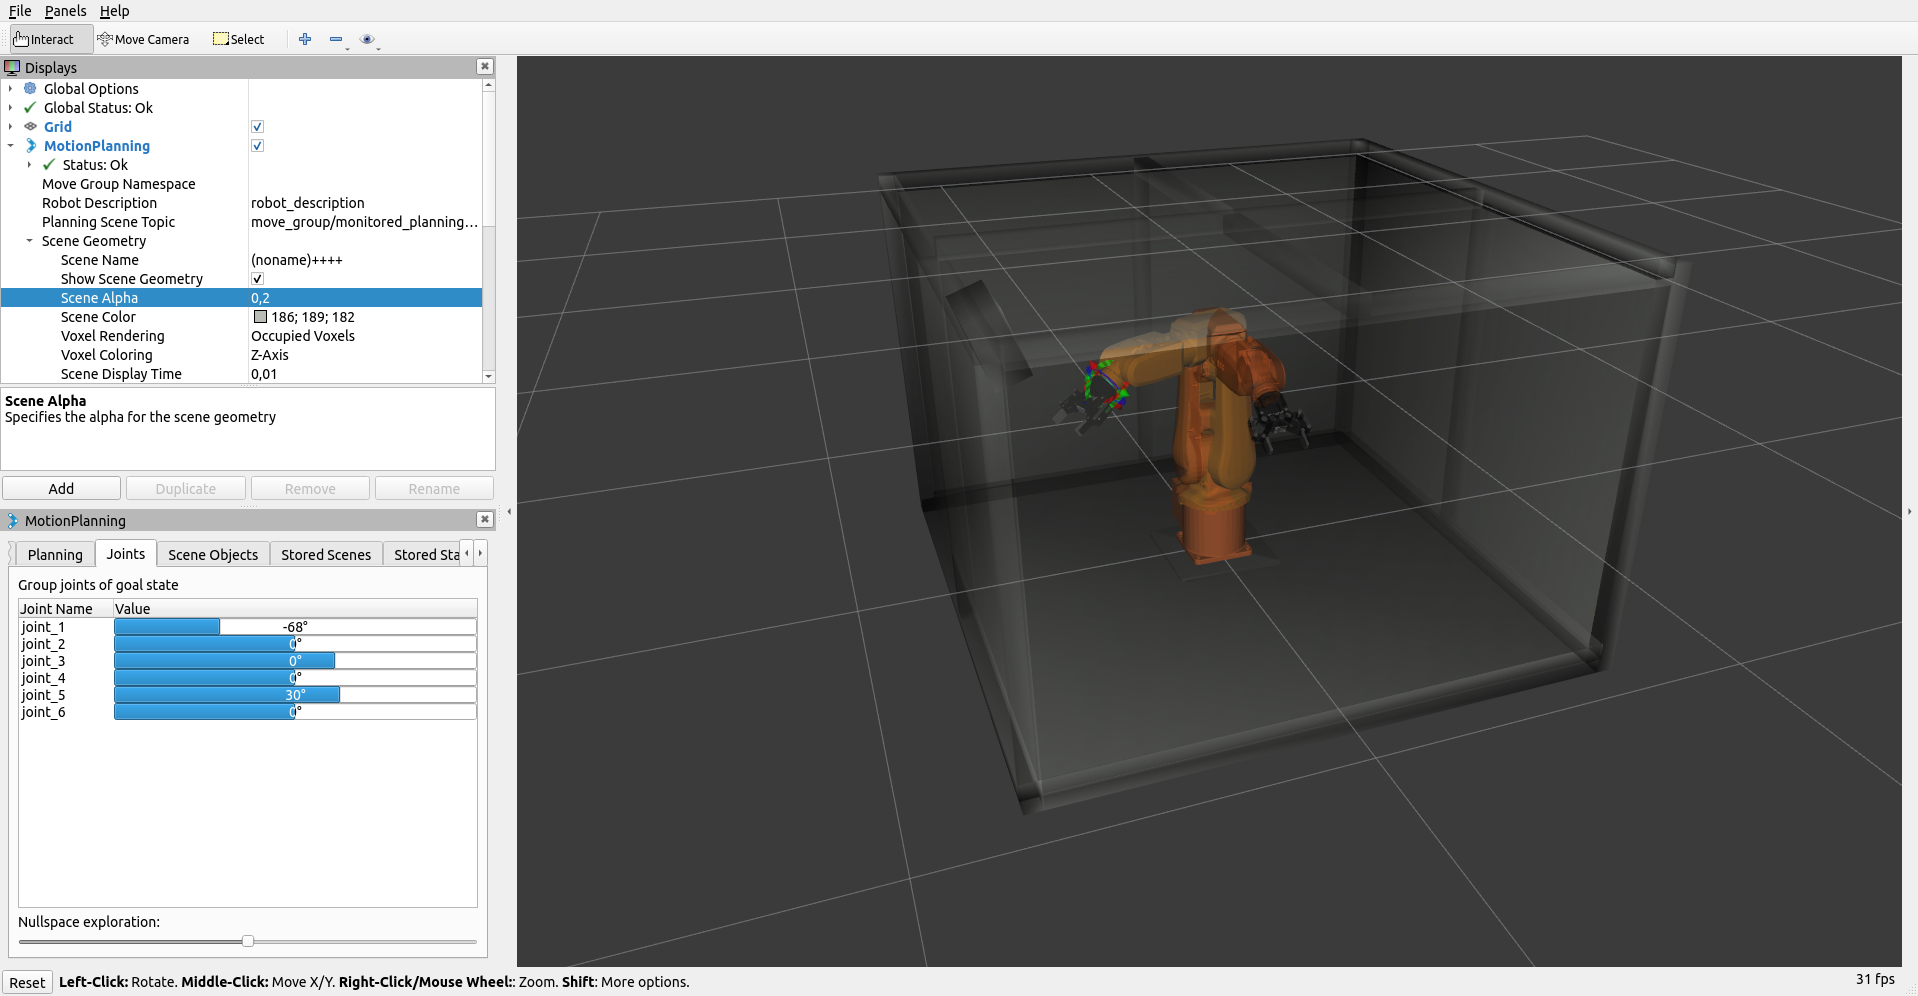 File Panels Help
Interact Move Camera Select
Displays
Global Options
Global Status: Ok
Grid
MotionPlanning
Status: Ok
Move Group Namespace
Robot Description robot_description
Planning Scene Topic move_group/monitored_planning...
Scene Geometry
Scene Name (noname)++++
Show Scene Geometry
Scene Alpha 0,2
Scene Color 186; 189; 182
Voxel Rendering Occupied Voxels
Voxel Coloring Z-Axis
Scene Display Time 0,01
Scene Alpha
Specifies the alpha for the scene geometry
Add Duplicate Remove Rename
MotionPlanning
Planning Joints Scene Objects Stored Scenes Stored Sta
Group joints of goal state
Joint Name Value
joint_1 -68°
joint_2 0°
joint_3 0°
joint_4 0°
joint_5 30°
joint_6 0°
Nullspace exploration:
Reset Left-Click: Rotate. Middle-Click: Move X/Y. Right-Click/Mouse Wheel:: Zoom. Shift: More options. 31 fps